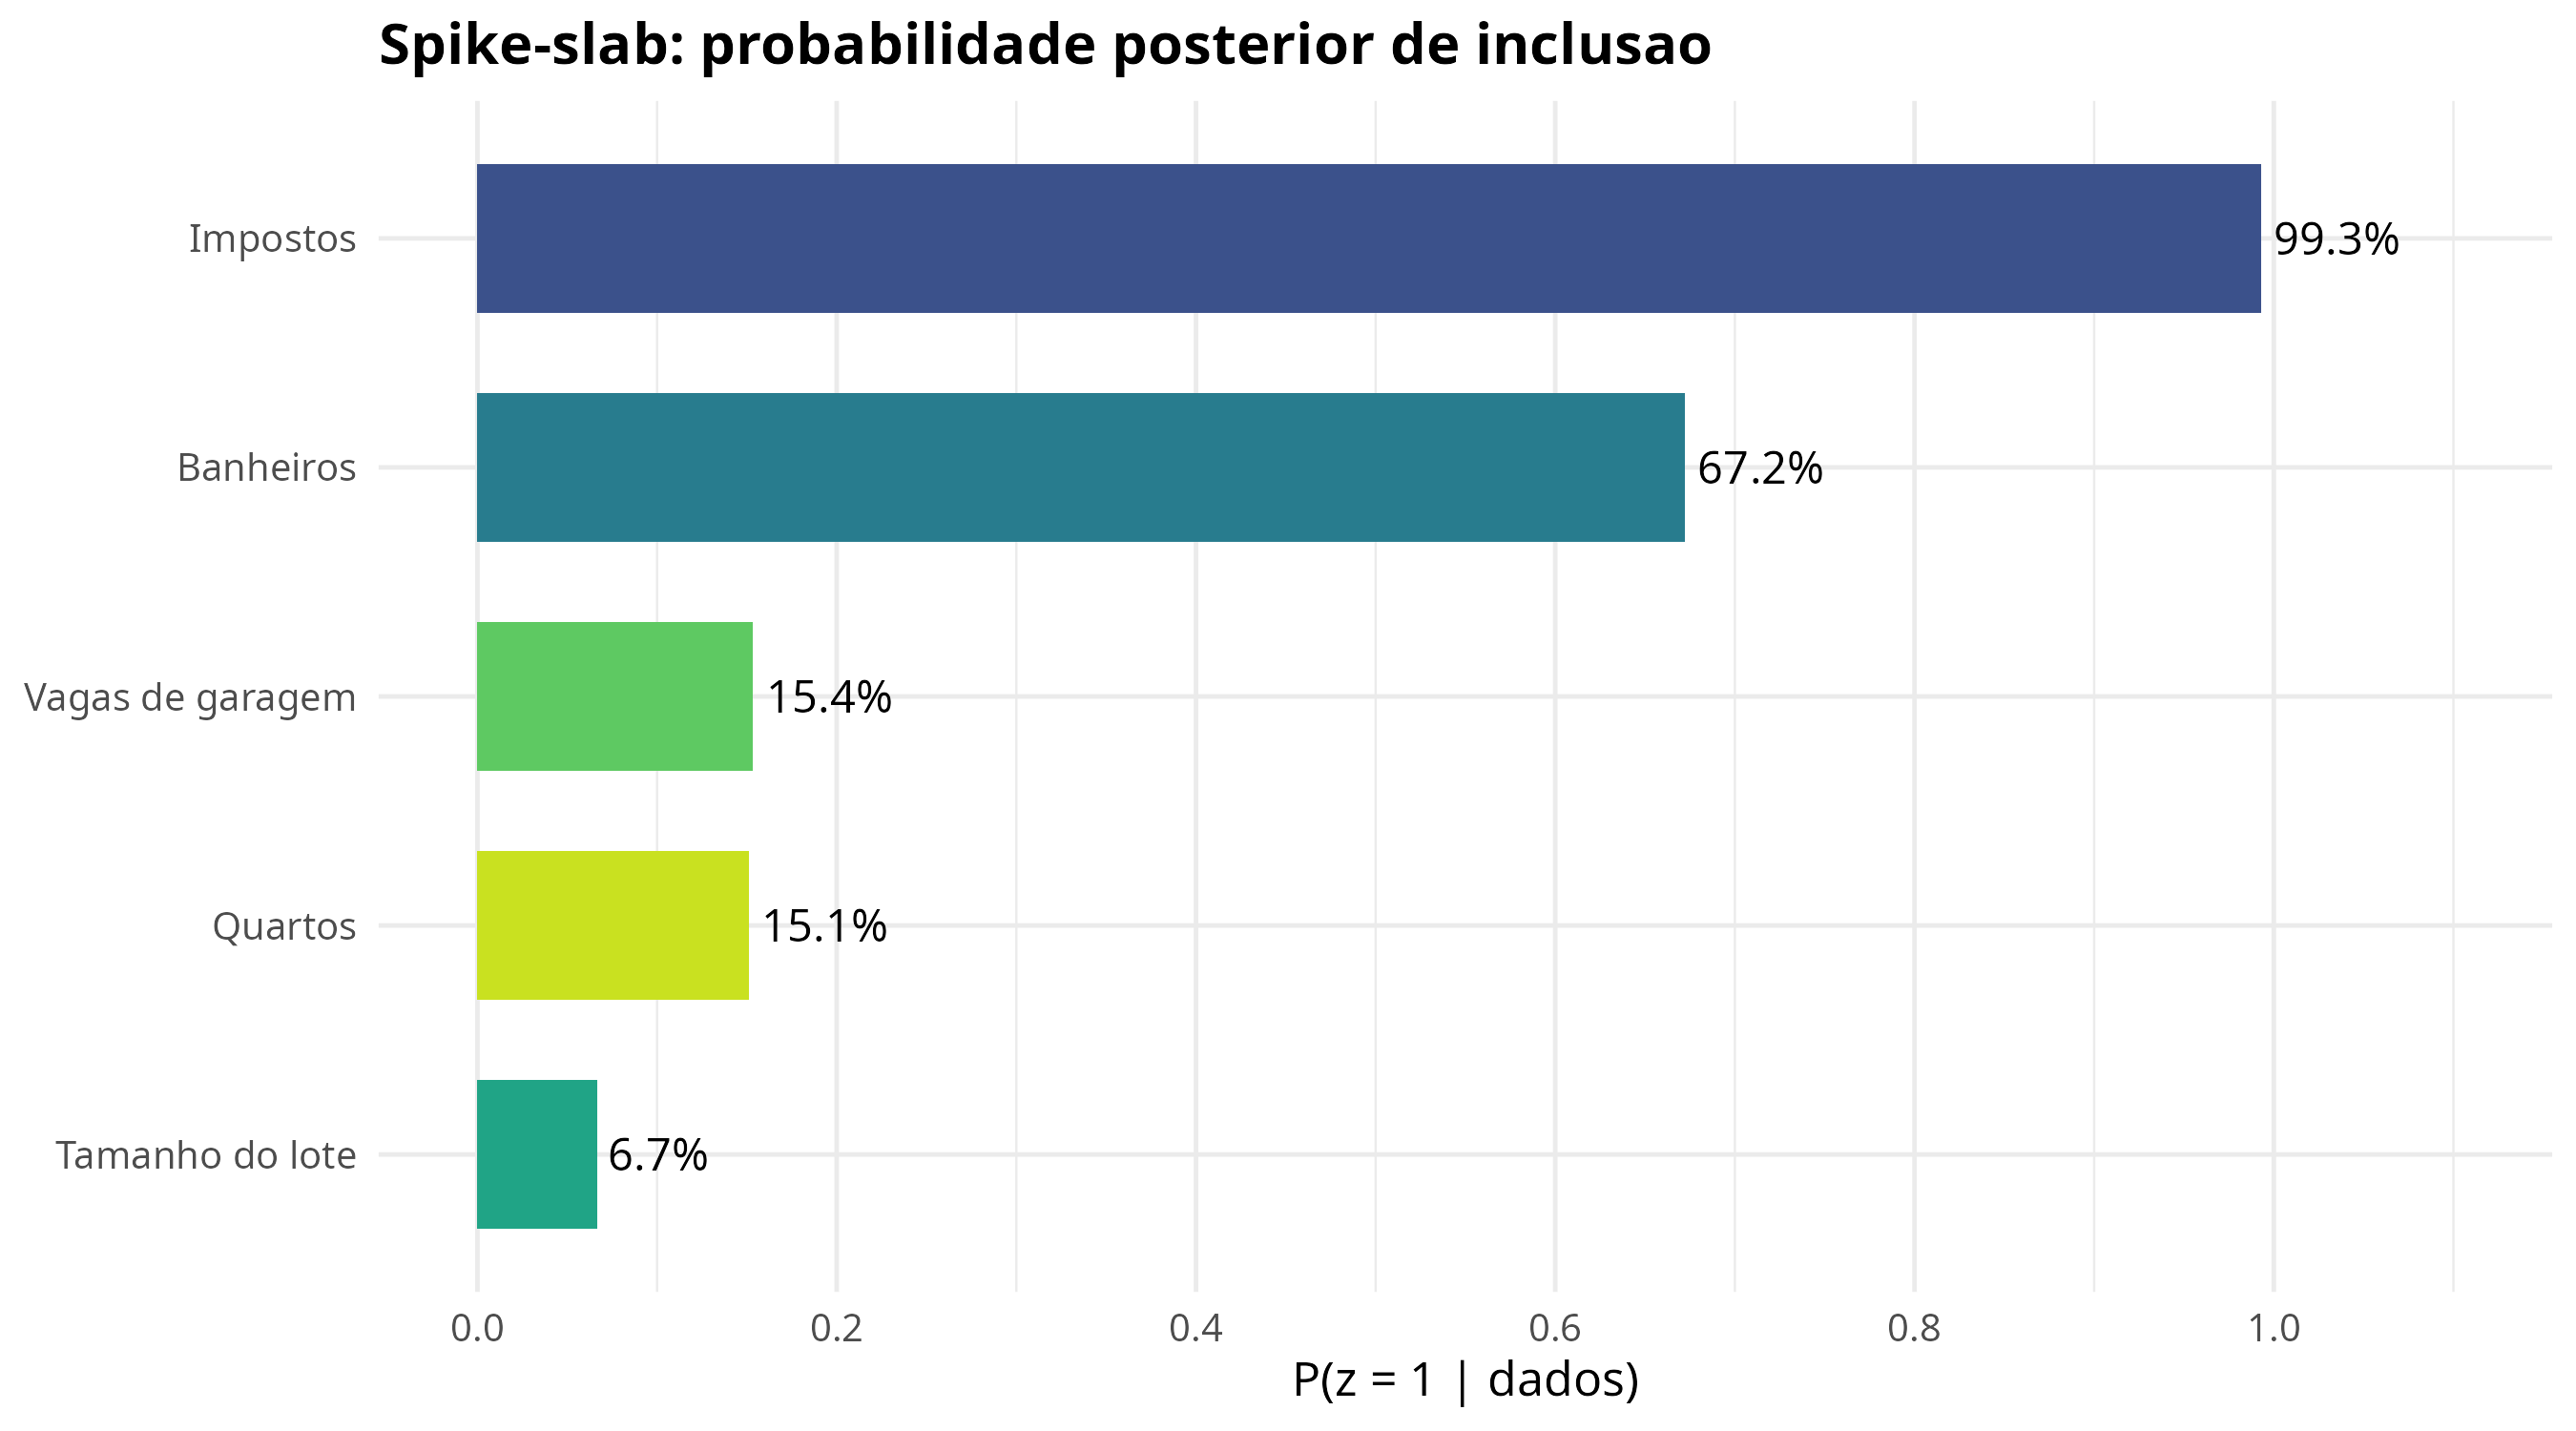 Spike-slab: probabilidade posterior de inclusao
Impostos
99.3%
Banheiros
67.2%
Vagas de garagem
15.4%
Quartos
15.1%
Tamanho do lote
6.7%
0.0
0.2
0.4
0.6
0.8
1.0
P(z = 1 | dados)